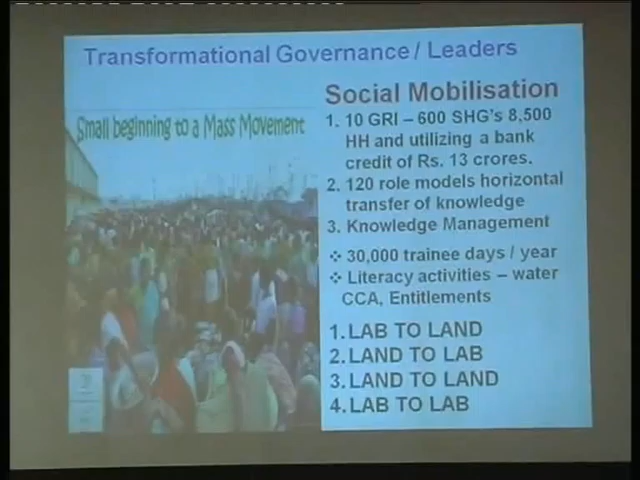 Transformational Governance / Leaders
Small beginning to a Mass Movement
Social Mobilisation
1. 10 GRI – 600 SHG's 8,500
HH and utilizing a bank
credit of Rs. 13 crores.
2. 120 role models horizontal
transfer of knowledge
3. Knowledge Management
❖ 30,000 trainee days / year
❖ Literacy activities – water
CCA, Entitlements
1. LAB TO LAND
2. LAND TO LAB
3. LAND TO LAND
4. LAB TO LAB